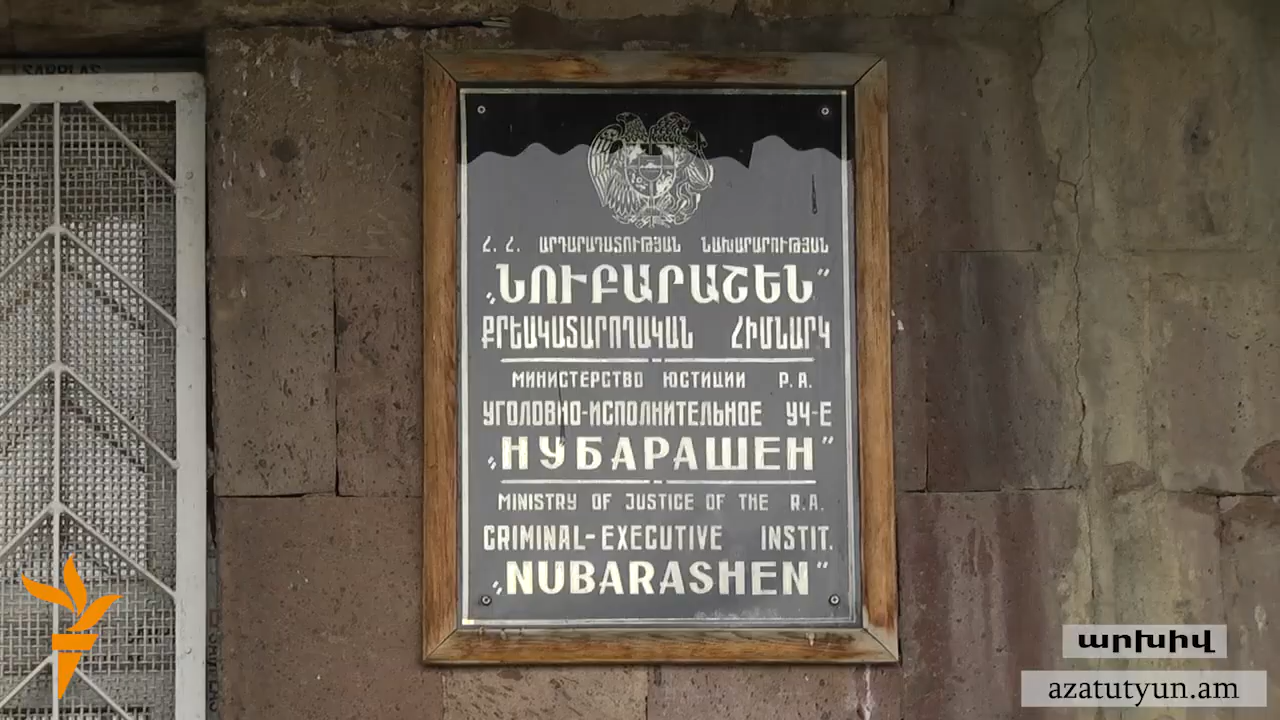 Հ. Հ. ԱՐԴԱՐԱԴԱՏՈՒԹՅԱՆ ՆԱԽԱՐԱՐՈՒԹՅԱՆ
„ՆՈՒԲԱՐԱՇԵՆ”
ՔՐԵԱԿԱՏԱՐՈՂԱԿԱՆ ՀԻՄՆԱՐԿ
МИНИСТЕРСТВО ЮСТИЦИИ Р.А.
УГОЛОВНО-ИСПОЛНИТЕЛЬНОЕ УЧ-Е
„НУБАРАШЕН”
MINISTRY OF JUSTICE OF THE R.A.
CRIMINAL-EXECUTIVE INSTIT.
„NUBARASHEN”
արխիվ
azatutyun.am